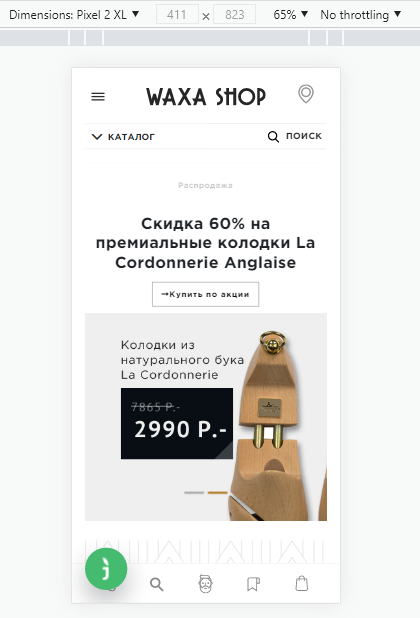 Dimensions: Pixel 2 XL ▼ 411 × 823 65% ▼ No throttling ▼
WAXA SHOP
КАТАЛОГ ПОИСК
Распродажа
Скидка 60% на
премиальные колодки La
Cordonnerie Anglaise
→Купить по акции
Колодки из
натурального бука
La Cordonnerie
7865 Р.-
2990 Р.-